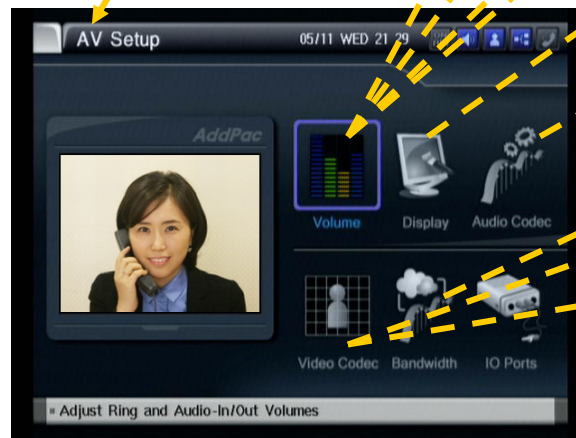 AV Setup
05/11 WED 21 29
AddPac
Volume
Display
Audio Codec
Video Codec
Bandwidth
IO Ports
Adjust Ring and Audio-In/Out Volumes